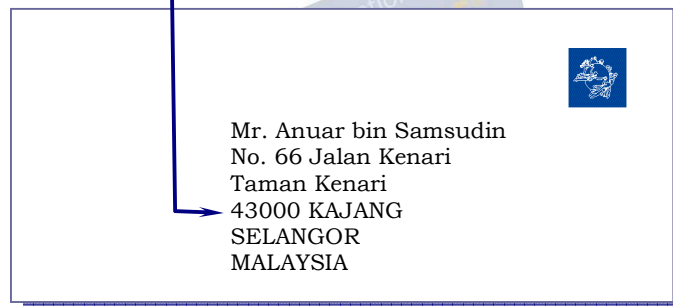 Mr. Anuar bin Samsudin
No. 66 Jalan Kenari
Taman Kenari
43000 KAJANG
SELANGOR
MALAYSIA